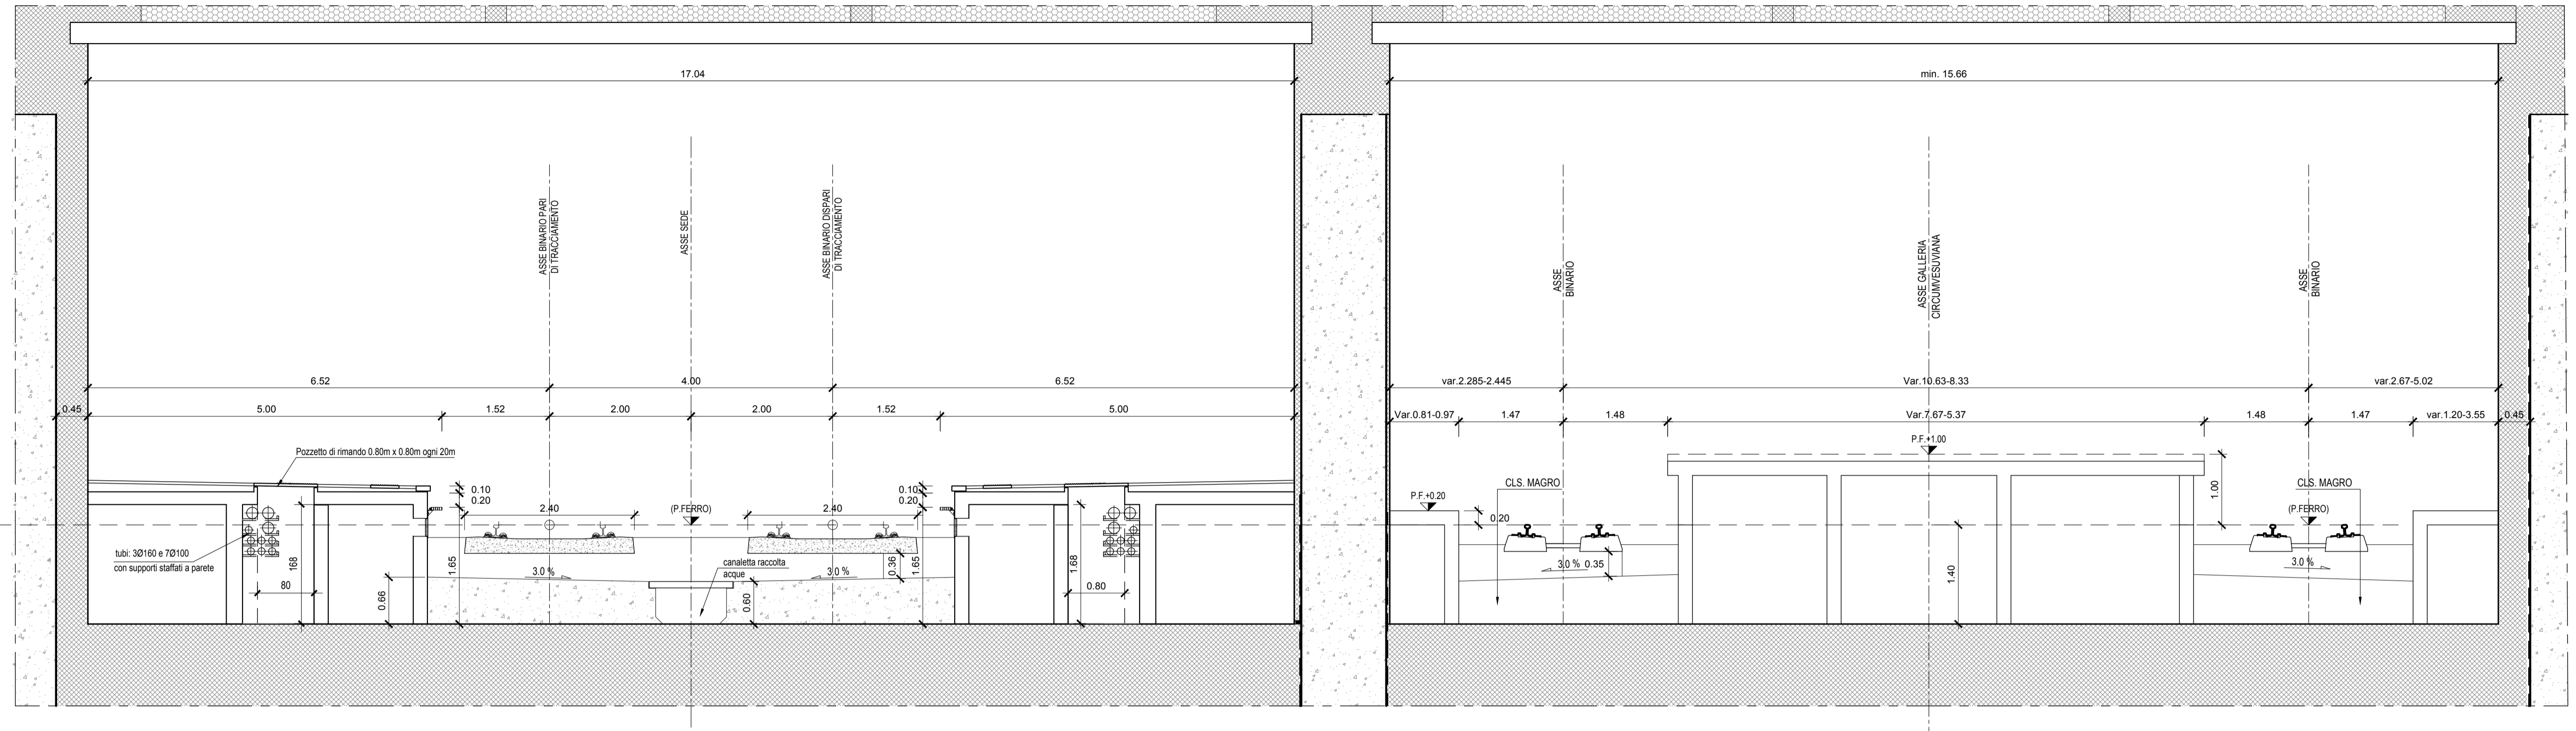 17.04
min. 15.66
ASSE BINARIO PARI
DI TRACCIAMENTO
ASSE SEDE
ASSE BINARIO DISPARI
DI TRACCIAMENTO
ASSE
BINARIO
ASSE GALLERIA
CIRCUMVESUVIANA
ASSE
BINARIO
6.52
4.00
6.52
var.2.285-2.445
Var.10.63-8.33
var.2.67-5.02
0.45
5.00
1.52
2.00
2.00
1.52
5.00
Var.0.81-0.97
1.47
1.48
Var.7.67-5.37
1.48
1.47
var.1.20-3.55
0.45
Pozzetto di rimando 0.80m x 0.80m ogni 20m
P.F.+1.00
0.10
0.20
2.40
(P.FERRO)
2.40
0.10
0.20
P.F.+0.20
0.20
CLS. MAGRO
1.00
CLS. MAGRO
(P.FERRO)
tubi: 3Ø160 e 7Ø100
con supporti staffati a parete
168
80
0.66
1.65
3.0 %
canaletta raccolta
acque
0.60
3.0 %
0.36
1.65
1.68
0.80
3.0 %
0.35
1.40
3.0 %